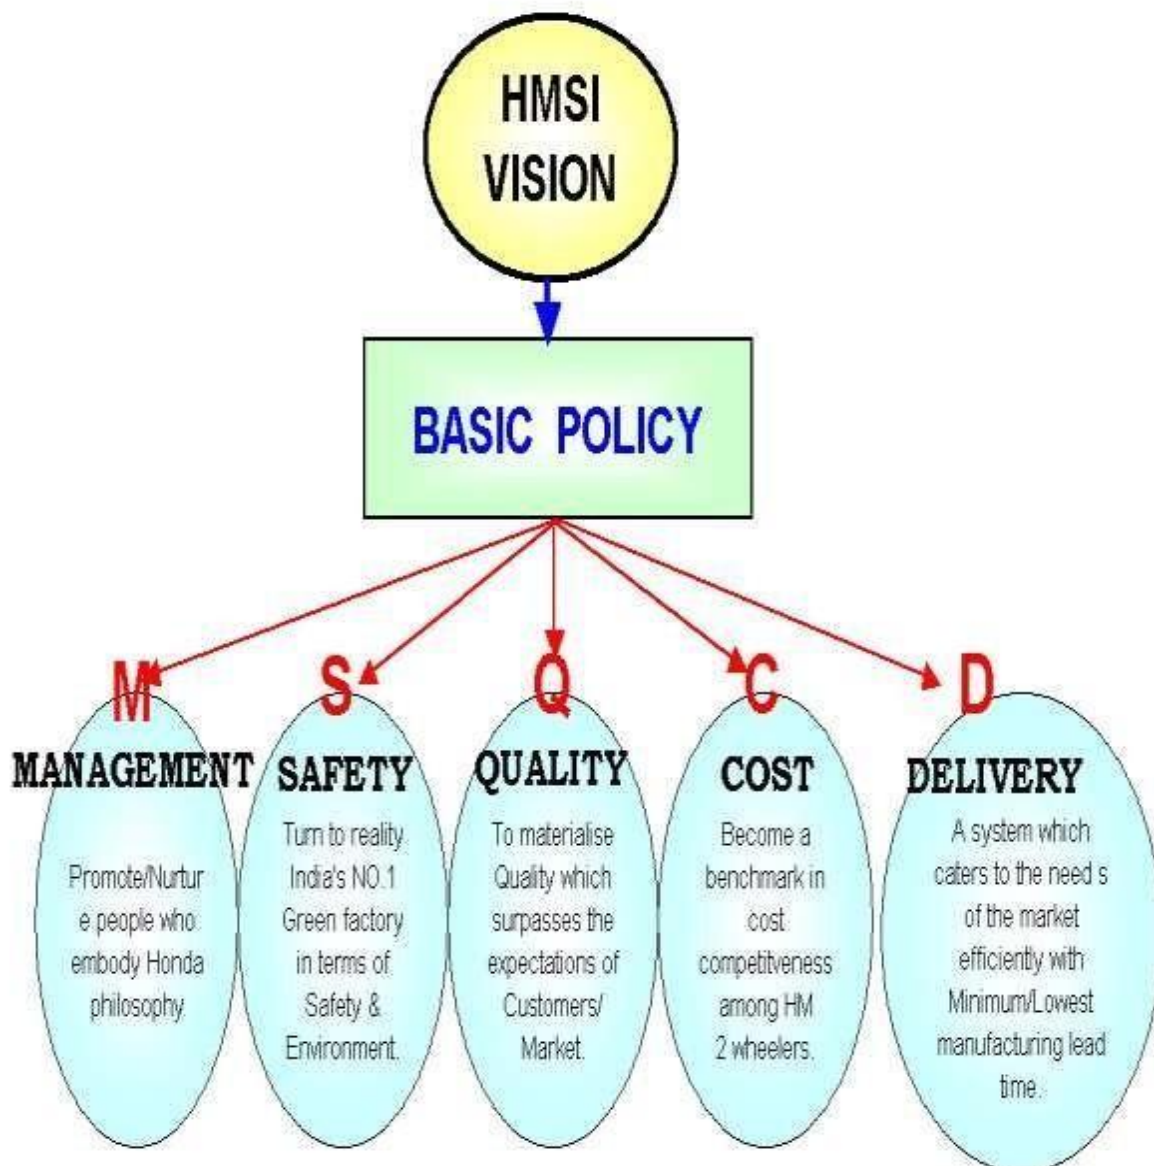 HMSI
VISION
BASIC POLICY
M
MANAGEMENT
Promote/Nurtur
e people who
embody Honda
philosophy
S
SAFETY
Turn to reality
India's NO.1
Green factory
in terms of
Safety &
Environment.
Q
QUALITY
To materialise
Quality which
surpasses the
expectations of
Customers/
Market.
C
COST
Become a
benchmark in
cost
competitveness
among HM
2 wheelers.
D
DELIVERY
A system which
caters to the need s
of the market
efficiently with
Minimum/Lowest
manufacturing lead
time.